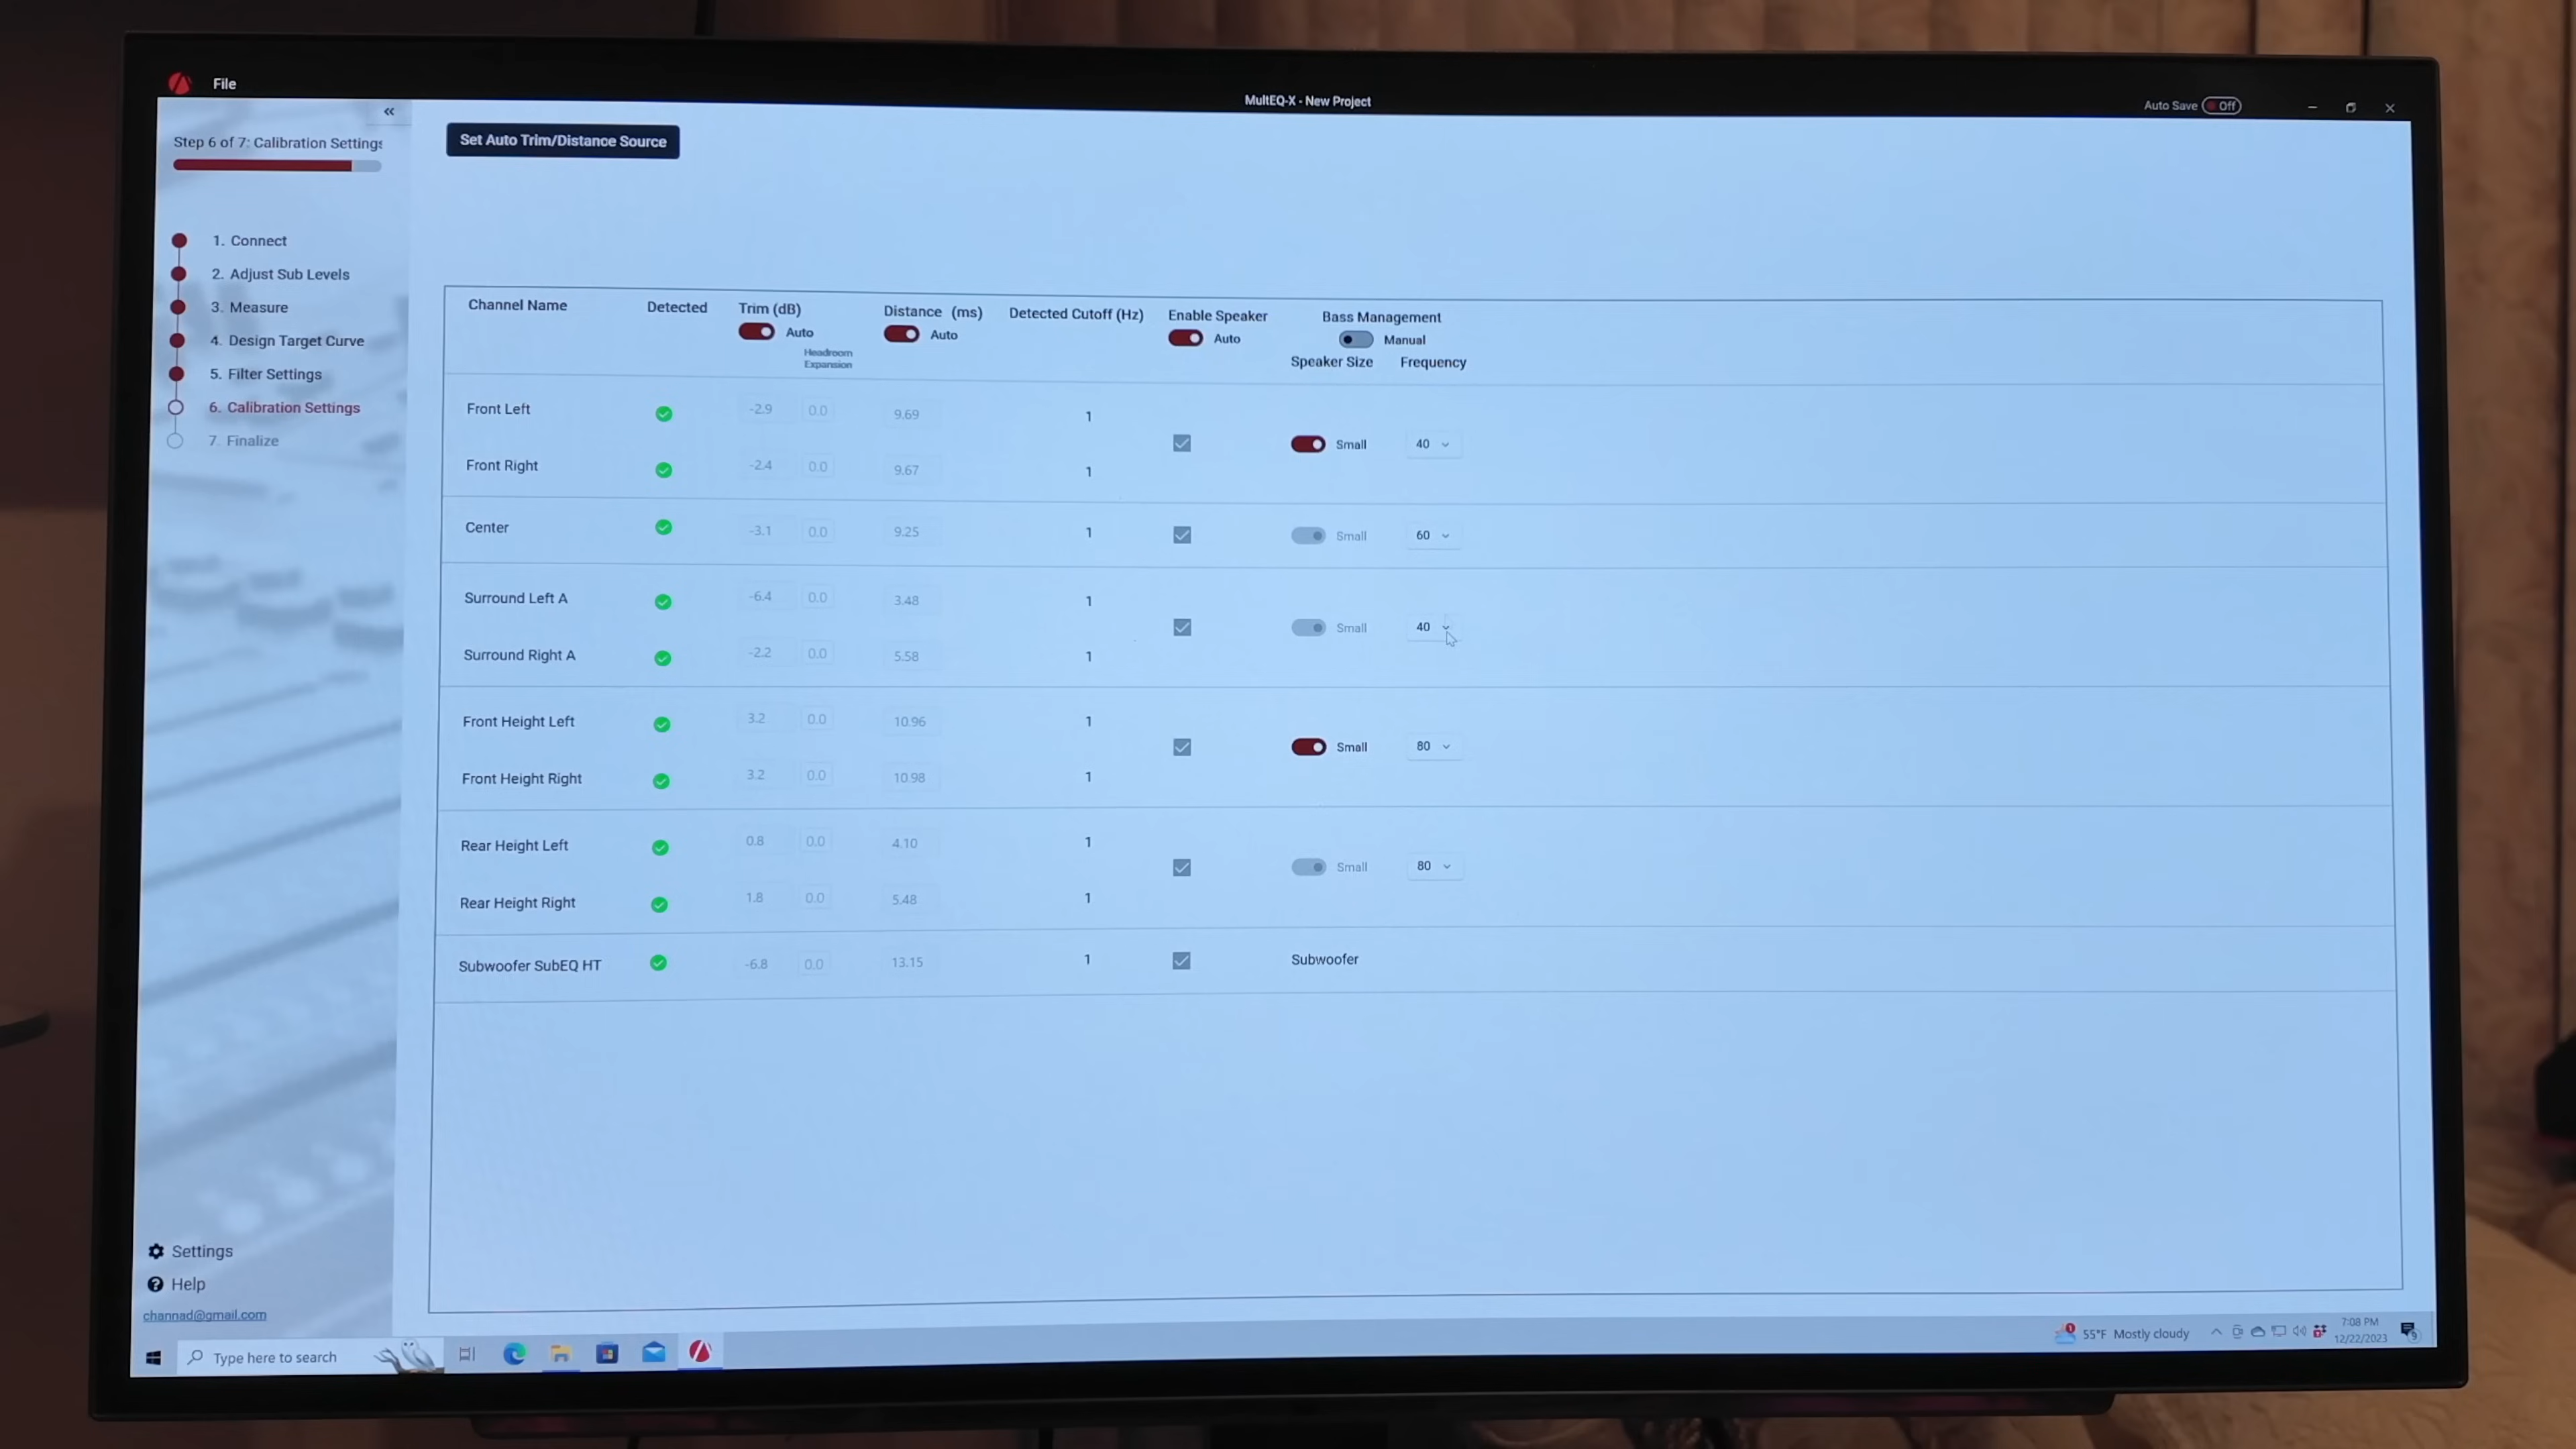 File
MultEQ-X - New Project
Auto Save Off
Step 6 of 7: Calibration Settings
1. Connect
2. Adjust Sub Levels
3. Measure
4. Design Target Curve
5. Filter Settings
6. Calibration Settings
7. Finalize
Settings
Help
channad@gmail.com
Set Auto Trim/Distance Source
Channel Name Detected Trim (dB) Distance (ms) Detected Cutoff (Hz) Enable Speaker Bass Management
Auto Auto Auto Manual
Headroom Expansion Speaker Size Frequency
Front Left -2.9 0.0 9.69 1
Small 40
Front Right -2.4 0.0 9.67 1
Center -3.1 0.0 9.25 1 Small 60
Surround Left A -6.4 0.0 3.48 1
Small 40
Surround Right A -2.2 0.0 5.58 1
Front Height Left 3.2 0.0 10.96 1
Small 80
Front Height Right 3.2 0.0 10.98 1
Rear Height Left 0.8 0.0 4.10 1
Small 80
Rear Height Right 1.8 0.0 5.48 1
Subwoofer SubEQ HT -6.8 0.0 13.15 1 Subwoofer
Type here to search
55°F Mostly cloudy
7:08 PM
12/22/2023